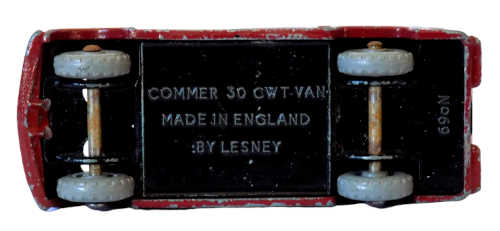 COMMER 30 CWT-VAN
MADE IN ENGLAND
BY LESNEY
No69